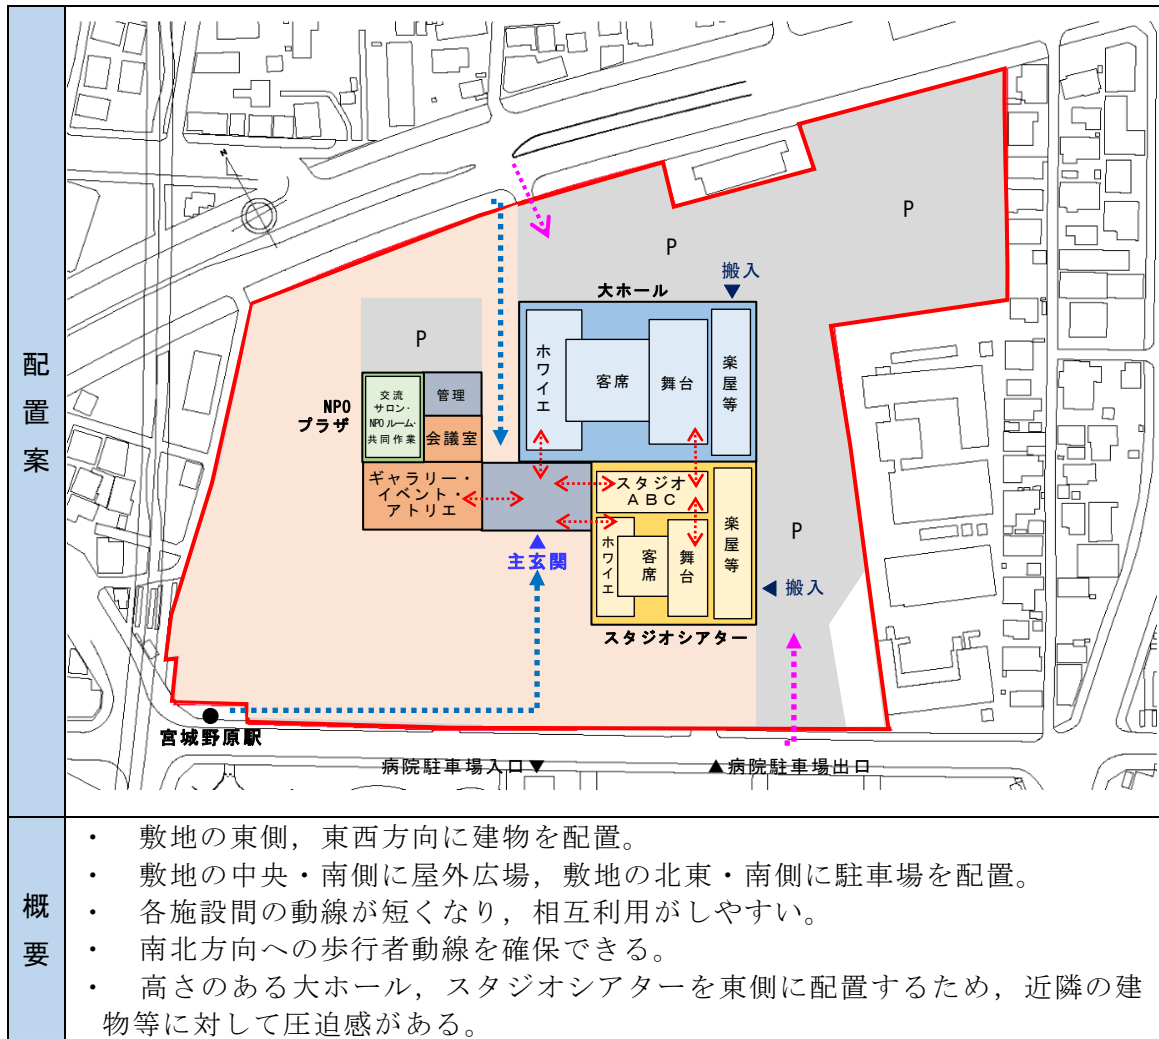 配置案
N
P
P
搬入
大ホール
P
ホワイエ
客席
舞台
楽屋等
NPO
プラザ
交流
サロン・
NPOルーム・
共同作業
管理
会議室
ギャラリー・
イベント・
アトリエ
スタジオ
ABC
P
主玄関
ホワイエ
客席
舞台
楽屋等
搬入
スタジオシアター
宮城野原駅
病院駐車場入口▼
▲病院駐車場出口
概要
・ 敷地の東側，東西方向に建物を配置。
・ 敷地の中央・南側に屋外広場，敷地の北東・南側に駐車場を配置。
・ 各施設間の動線が短くなり，相互利用がしやすい。
・ 南北方向への歩行者動線を確保できる。
・ 高さのある大ホール，スタジオシアターを東側に配置するため，近隣の建
物等に対して圧迫感がある。